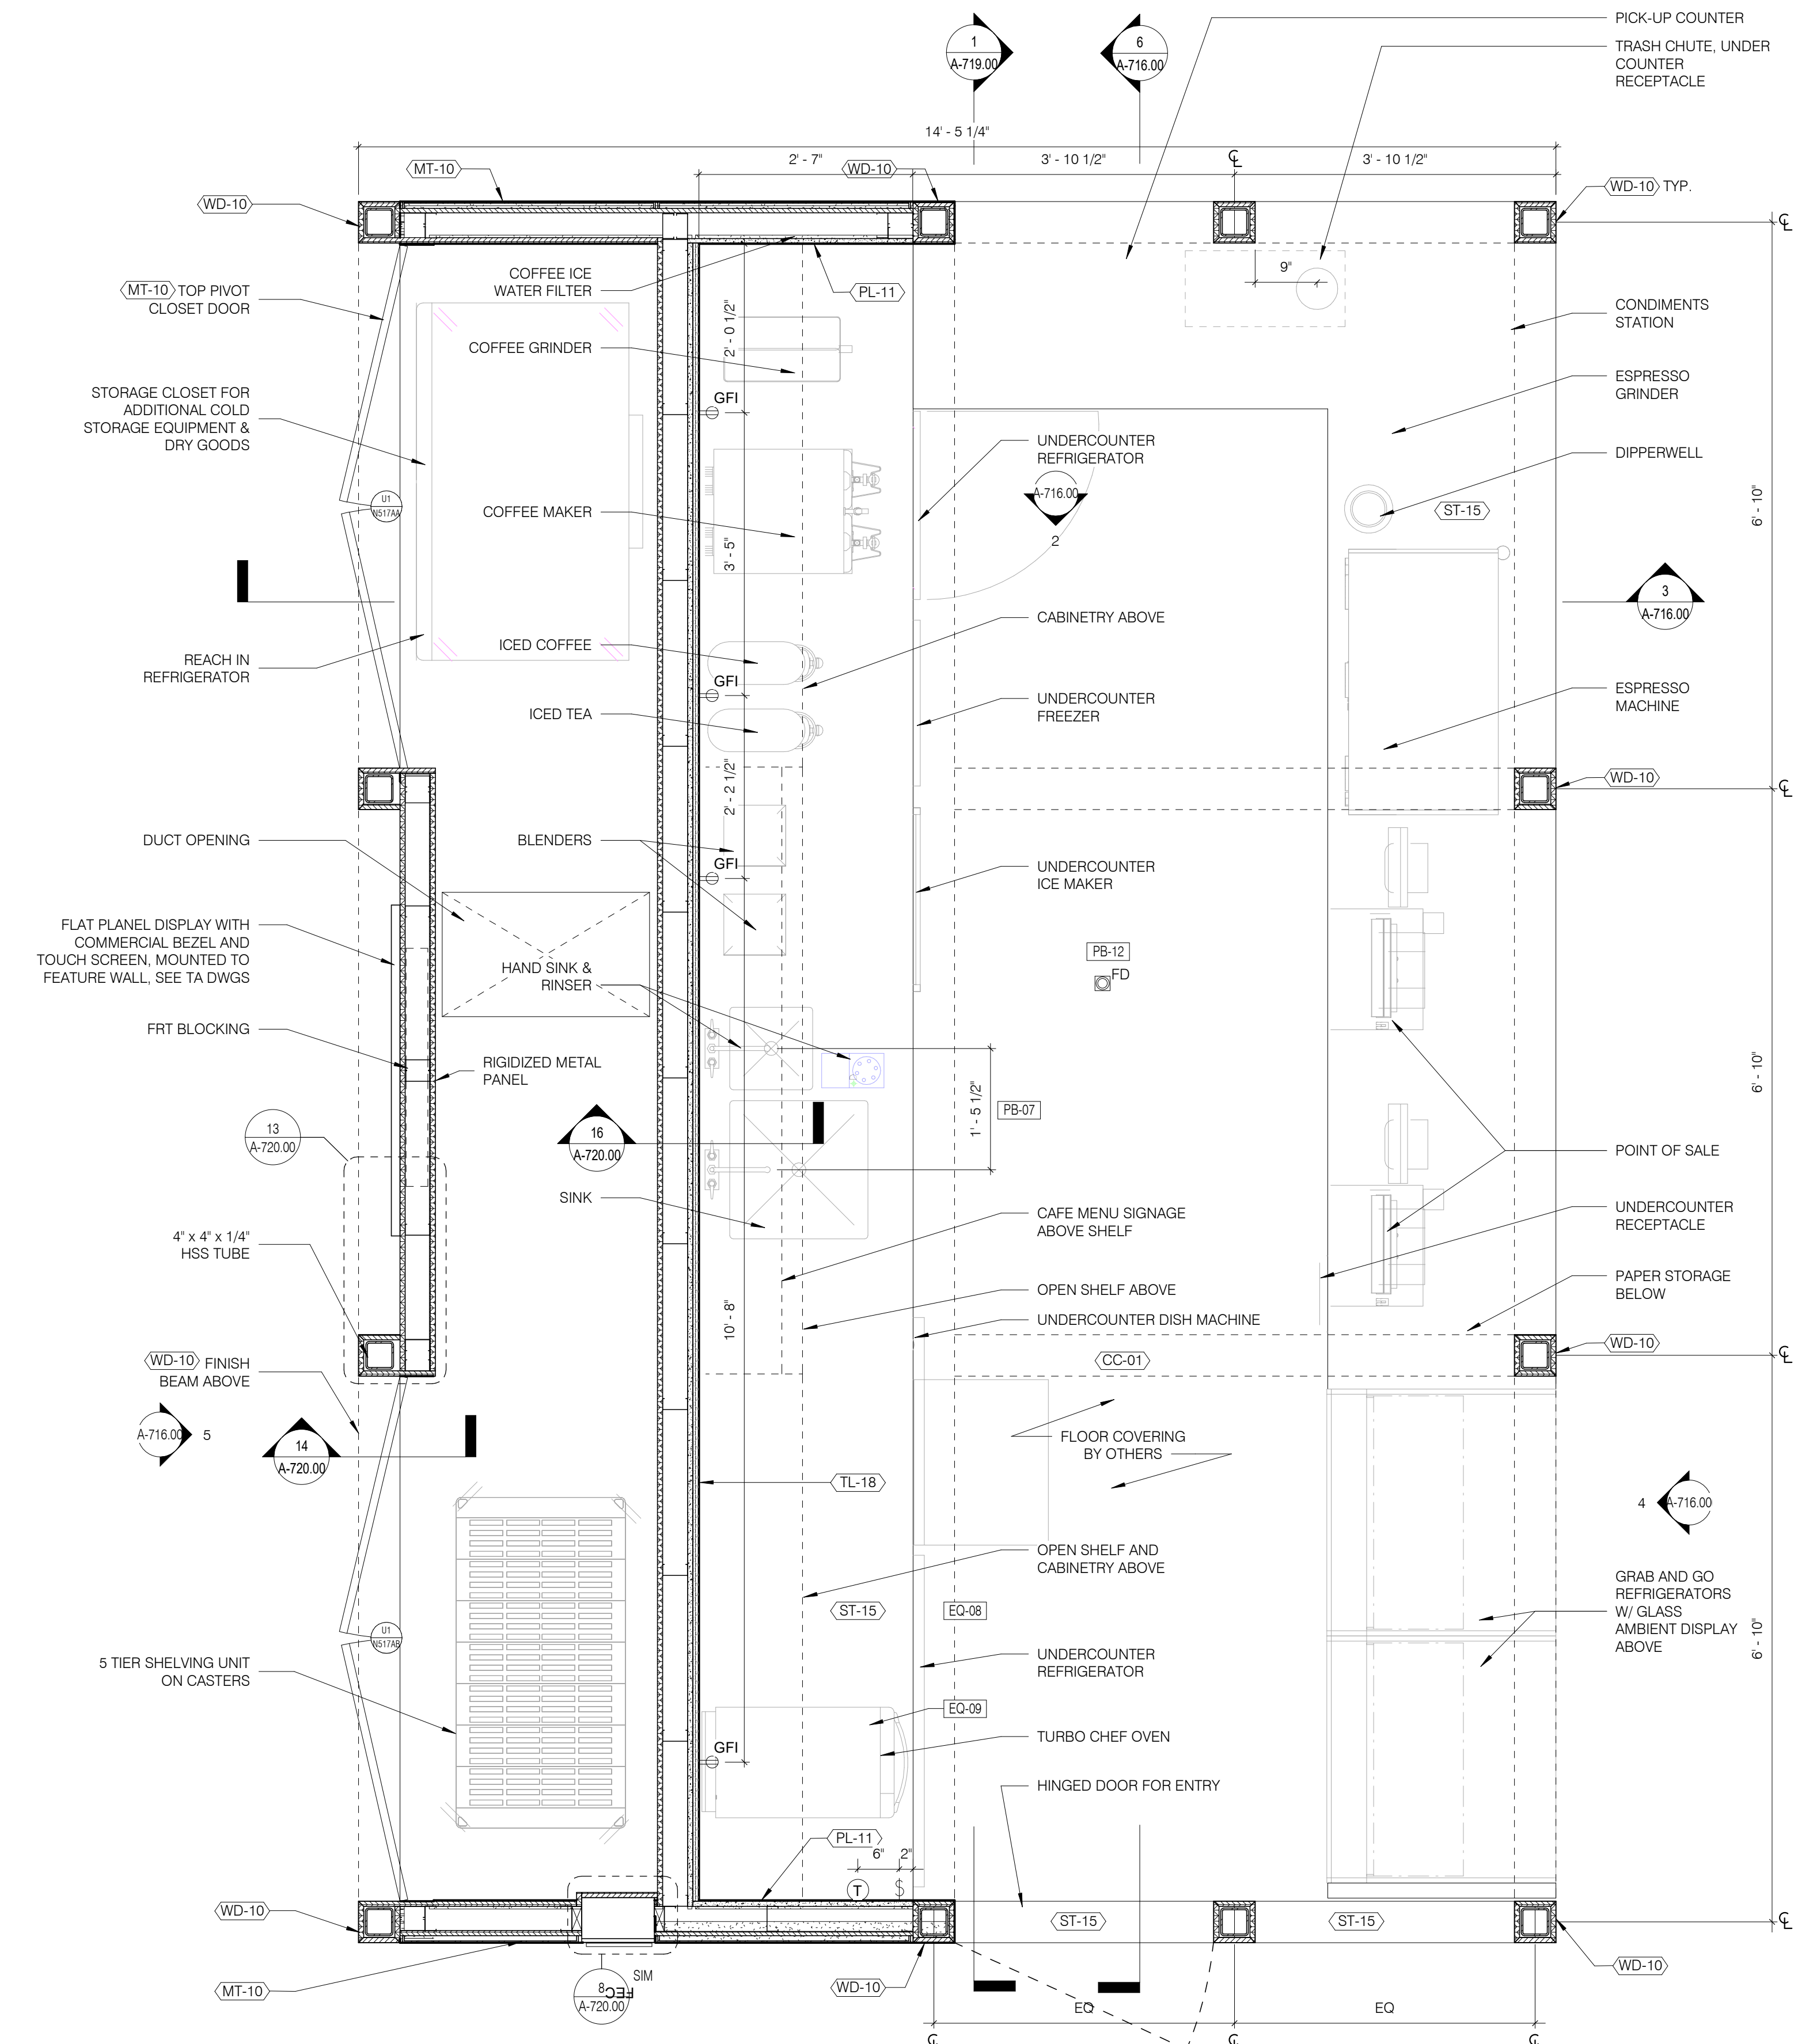 PICK-UP COUNTER
TRASH CHUTE, UNDER
COUNTER
RECEPTACLE
1
A-719.00
6
A-716.00
14' - 5 1/4"
2' - 7"
3' - 10 1/2"
3' - 10 1/2"
MT-10
WD-10
WD-10
WD-10 TYP.
COFFEE ICE
WATER FILTER
PL-11
9"
MT-10 TOP PIVOT
CLOSET DOOR
CONDIMENTS
STATION
2' - 0 1/2"
COFFEE GRINDER
STORAGE CLOSET FOR
ADDITIONAL COLD
STORAGE EQUIPMENT &
DRY GOODS
GFI
ESPRESSO
GRINDER
UNDERCOUNTER
REFRIGERATOR
DIPPERWELL
A-716.00
2
U1
N517AA
COFFEE MAKER
ST-15
6' - 10"
3' - 5"
3
A-716.00
CABINETRY ABOVE
REACH IN
REFRIGERATOR
ICED COFFEE
GFI
ICED TEA
UNDERCOUNTER
FREEZER
ESPRESSO
MACHINE
2' - 2 1/2"
WD-10
DUCT OPENING
BLENDERS
GFI
UNDERCOUNTER
ICE MAKER
FLAT PLANEL DISPLAY WITH
COMMERCIAL BEZEL AND
TOUCH SCREEN, MOUNTED TO
FEATURE WALL, SEE TA DWGS
HAND SINK &
RINSER
PB-12
FD
FRT BLOCKING
RIGIDIZED METAL
PANEL
6' - 10"
1' - 5 1/2"
PB-07
13
A-720.00
16
A-720.00
POINT OF SALE
SINK
CAFE MENU SIGNAGE
ABOVE SHELF
UNDERCOUNTER
RECEPTACLE
4" x 4" x 1/4"
HSS TUBE
OPEN SHELF ABOVE
PAPER STORAGE
BELOW
10' - 8"
UNDERCOUNTER DISH MACHINE
WD-10
WD-10 FINISH
BEAM ABOVE
CC-01
A-716.00
5
14
A-720.00
FLOOR COVERING
BY OTHERS
TL-18
4
A-716.00
OPEN SHELF AND
CABINETRY ABOVE
GRAB AND GO
REFRIGERATORS
W/ GLASS
AMBIENT DISPLAY
ABOVE
ST-15
EQ-08
6' - 10"
U1
N517AB
5 TIER SHELVING UNIT
ON CASTERS
UNDERCOUNTER
REFRIGERATOR
EQ-09
TURBO CHEF OVEN
GFI
HINGED DOOR FOR ENTRY
PL-11
6"
2"
T
$
WD-10
ST-15
ST-15
WD-10
MT-10
8
A-720.00
SIM
FEC
WD-10
EQ
EQ